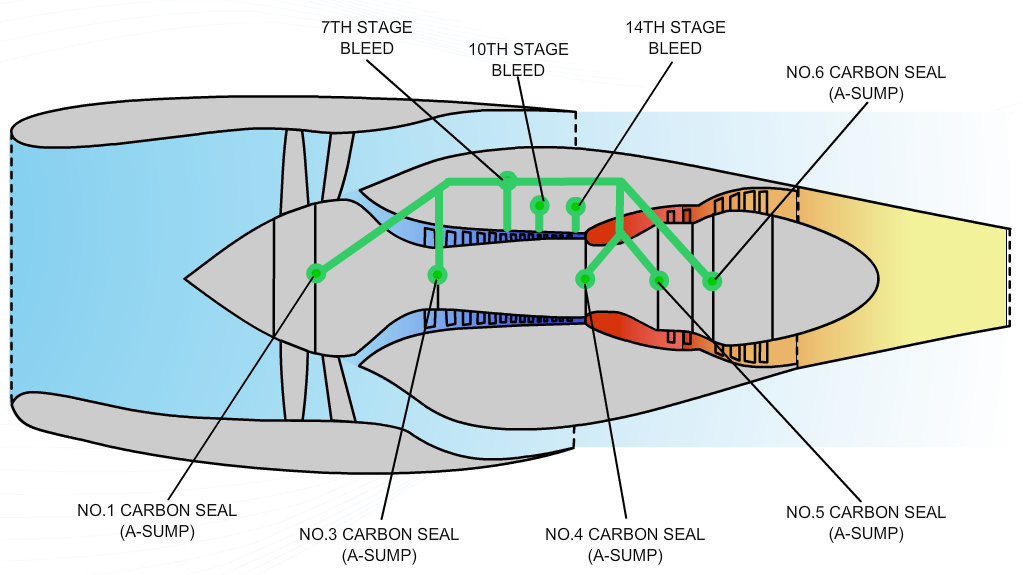 7TH STAGE
BLEED
10TH STAGE
BLEED
14TH STAGE
BLEED
NO.6 CARBON SEAL
(A-SUMP)
NO.1 CARBON SEAL
(A-SUMP)
NO.3 CARBON SEAL
(A-SUMP)
NO.4 CARBON SEAL
(A-SUMP)
NO.5 CARBON SEAL
(A-SUMP)